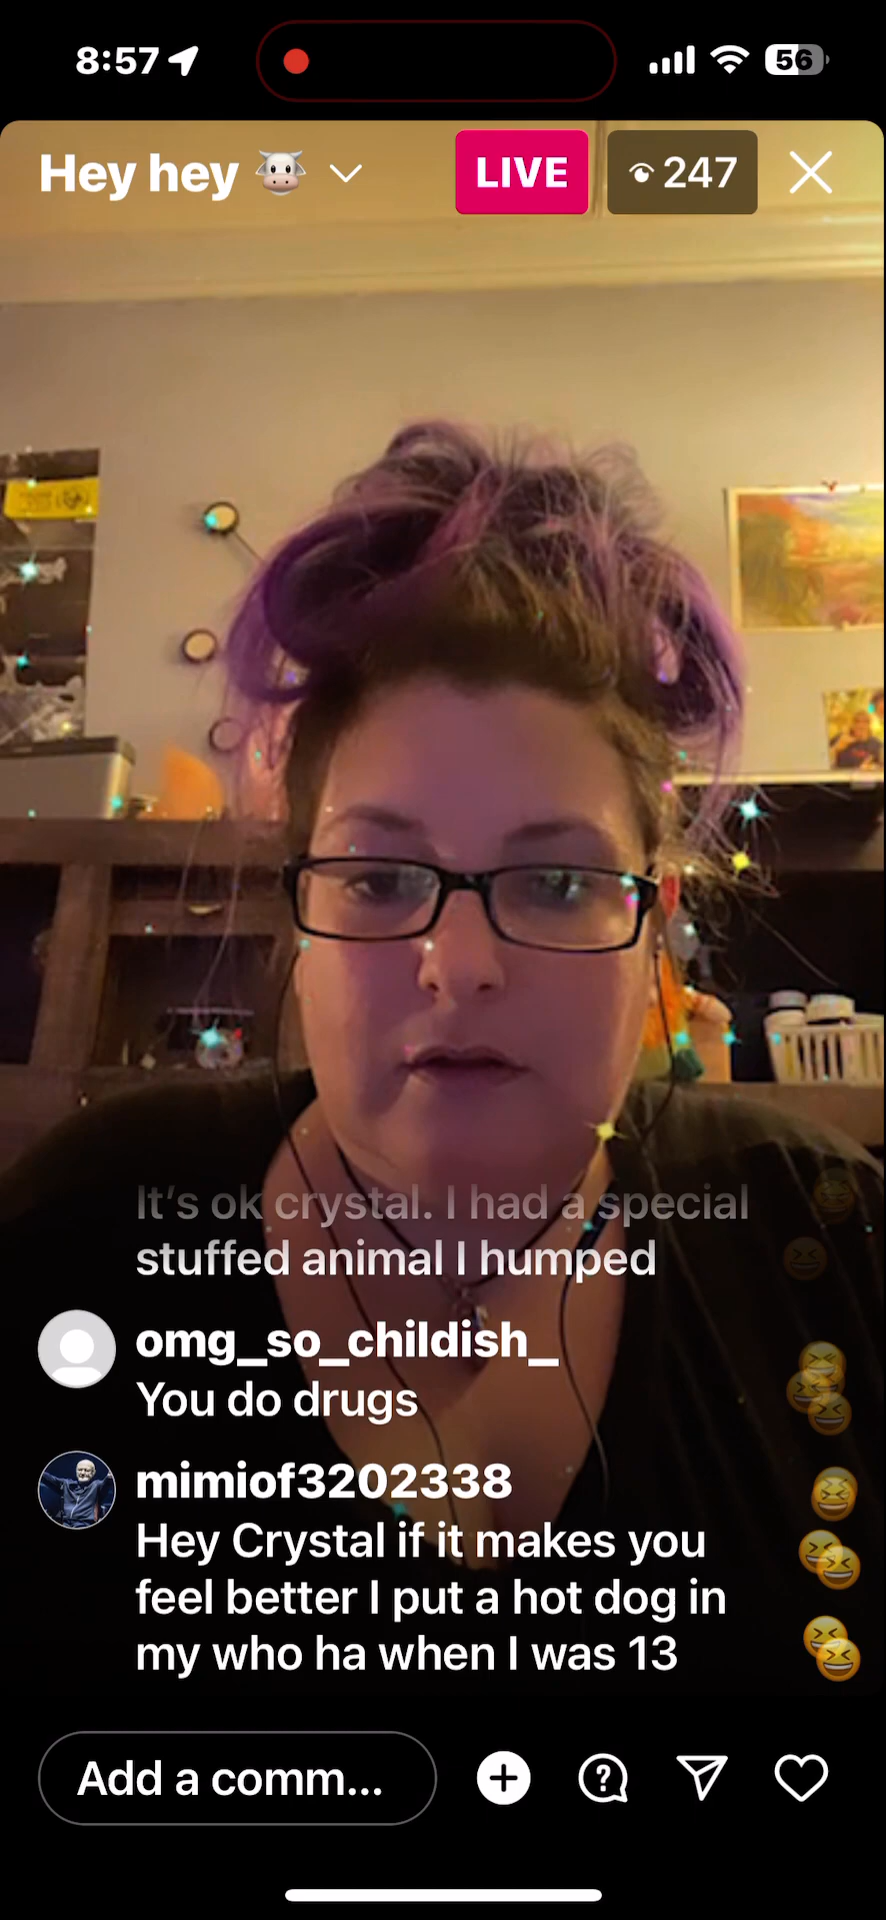 8:57
56
Hey hey 🐮
LIVE
247
It's ok crystal. I had a special
stuffed animal I humped
omg_so_childish_
You do drugs
mimiof3202338
Hey Crystal if it makes you
feel better I put a hot dog in
my who ha when I was 13
Add a comm...